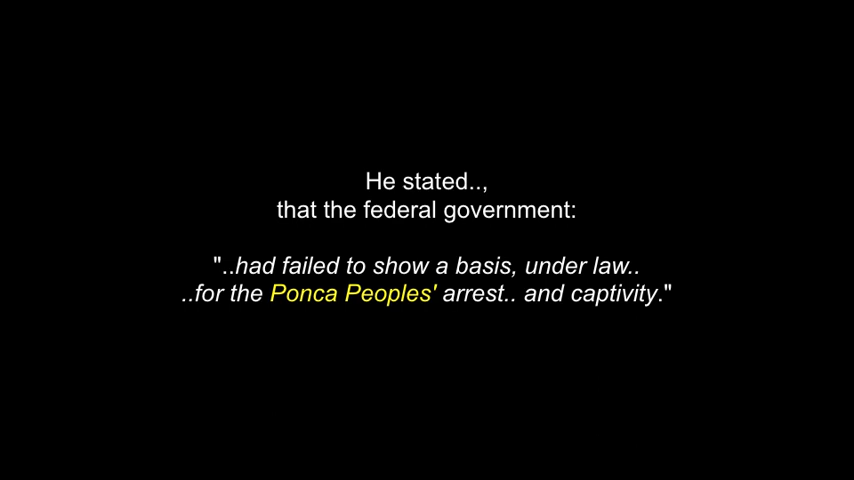 He stated..,
that the federal government:
"..had failed to show a basis, under law..
..for the Ponca Peoples' arrest.. and captivity."